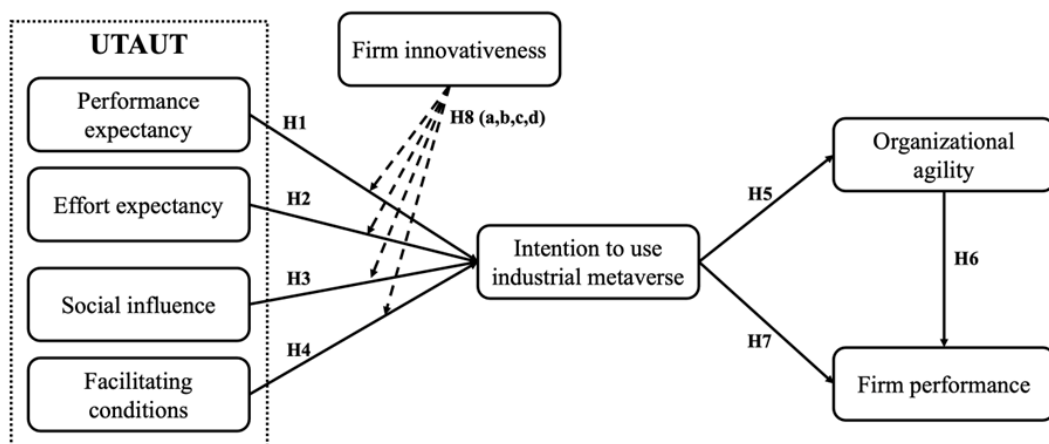 UTAUT
Performance
expectancy
Effort expectancy
Social influence
Facilitating
conditions
Firm innovativeness
H1
H2
H3
H4
H8 (a,b,c,d)
Intention to use
industrial metaverse
H5
H7
Organizational
agility
H6
Firm performance